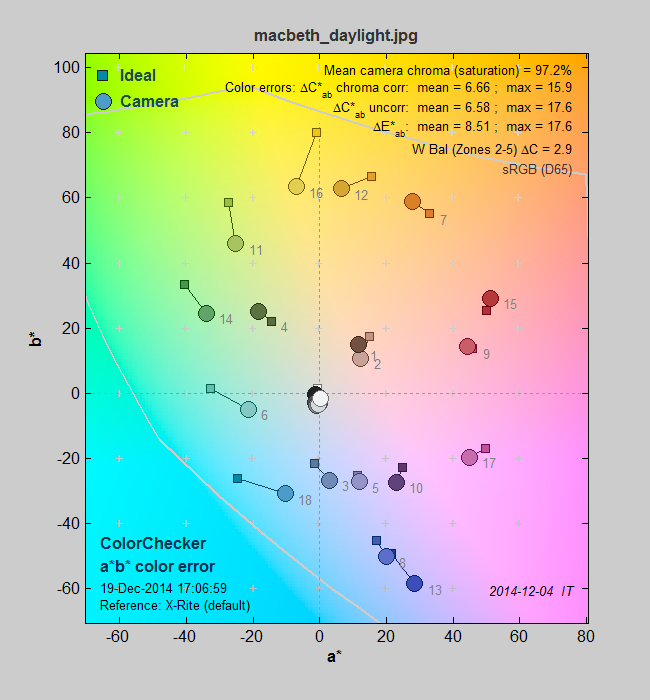 macbeth_daylight.jpg
Ideal
Camera
Mean camera chroma (saturation) = 97.2%
Color errors: ΔC*ab chroma corr: mean = 6.66 ; max = 15.9
ΔC*ab uncorr: mean = 6.58 ; max = 17.6
ΔE*ab: mean = 8.51 ; max = 17.6
W Bal (Zones 2-5) ΔC = 2.9
sRGB (D65)
100
80
60
40
20
0
-20
-40
-60
b*
16
12
7
11
15
14
4
1
9
2
6
17
18
3
5
10
8
13
ColorChecker
a*b* color error
19-Dec-2014 17:06:59
Reference: X-Rite (default)
2014-12-04 IT
-60
-40
-20
0
20
40
60
80
a*